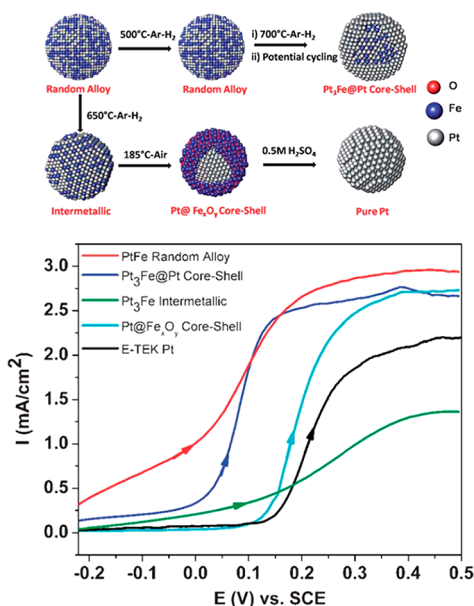 500°C-Ar-H₂
i) 700°C-Ar-H₂
ii) Potential cycling
Random Alloy
Random Alloy
Pt₃Fe@Pt Core-Shell
O
Fe
Pt
650°C-Ar-H₂
185°C-Air
0.5M H₂SO₄
Intermetallic
Pt@ FeₓOᵧ Core-Shell
Pure Pt
PtFe Random Alloy
Pt₃Fe@Pt Core-Shell
Pt₃Fe Intermetallic
Pt@FeₓOᵧ Core-Shell
E-TEK Pt
I (mA/cm²)
3.0
2.5
2.0
1.5
1.0
0.5
0.0
-0.2 -0.1 0.0 0.1 0.2 0.3 0.4 0.5
E (V) vs. SCE